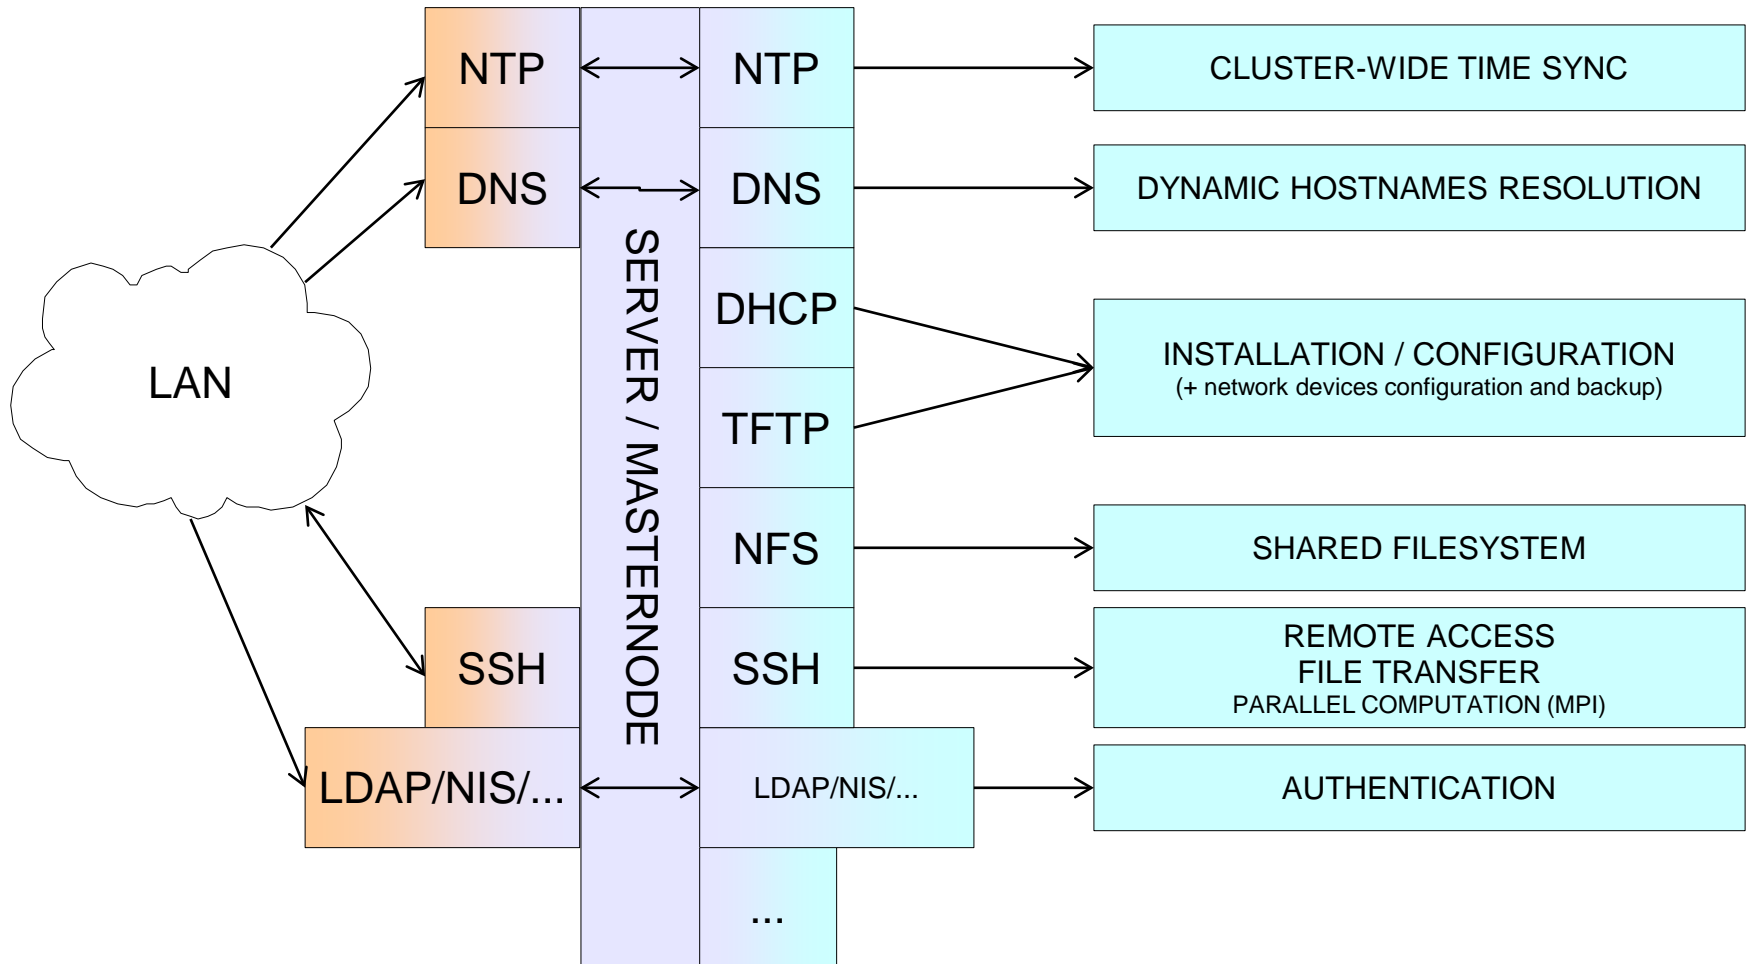 NTP
NTP
CLUSTER-WIDE TIME SYNC
DNS
DNS
DYNAMIC HOSTNAMES RESOLUTION
SERVER / MASTERNODE
DHCP
INSTALLATION / CONFIGURATION
(+ network devices configuration and backup)
LAN
TFTP
NFS
SHARED FILESYSTEM
SSH
SSH
REMOTE ACCESS
FILE TRANSFER
PARALLEL COMPUTATION (MPI)
LDAP/NIS/...
LDAP/NIS/...
AUTHENTICATION
...